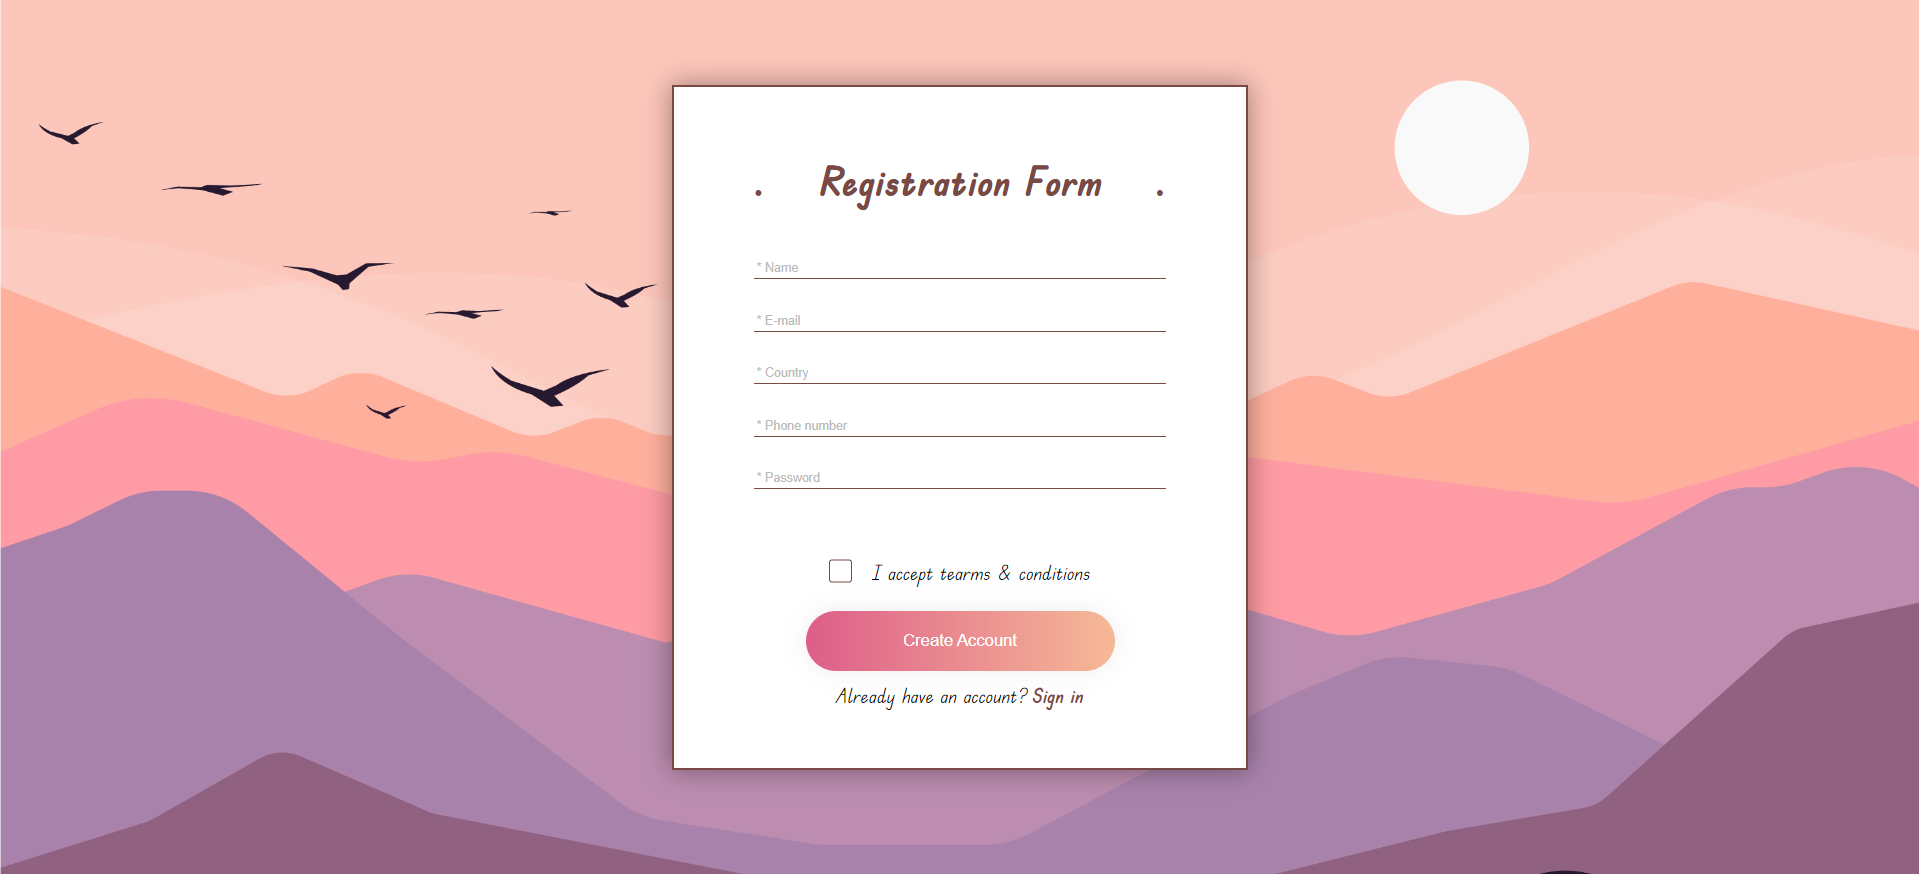 . Registration Form .
* Name
* E-mail
* Country
* Phone number
* Password
I accept tearms & conditions
Create Account
Already have an account? Sign in